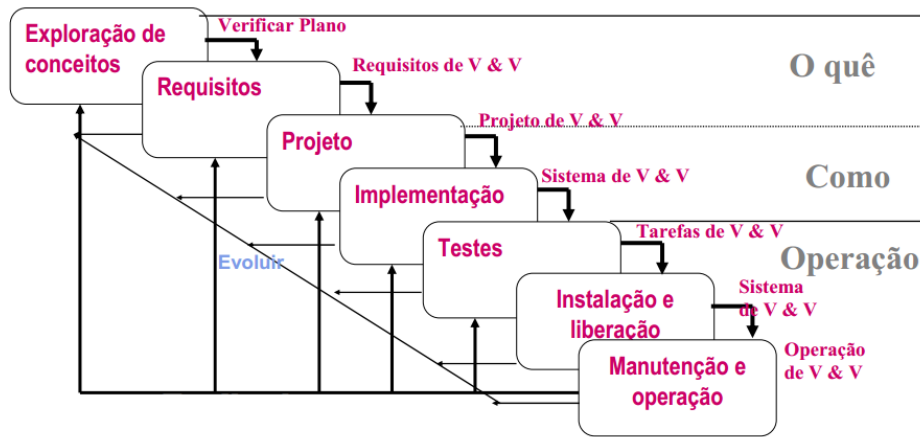 Exploração de
conceitos
Verificar Plano
O quê
Requisitos
Requisitos de V & V
Projeto
Projeto de V & V
Como
Implementação
Sistema de V & V
Testes
Tarefas de V & V
Operação
Evoluir
Instalação e
liberação
Sistema
de V & V
Manutenção e
operação
Operação
de V & V